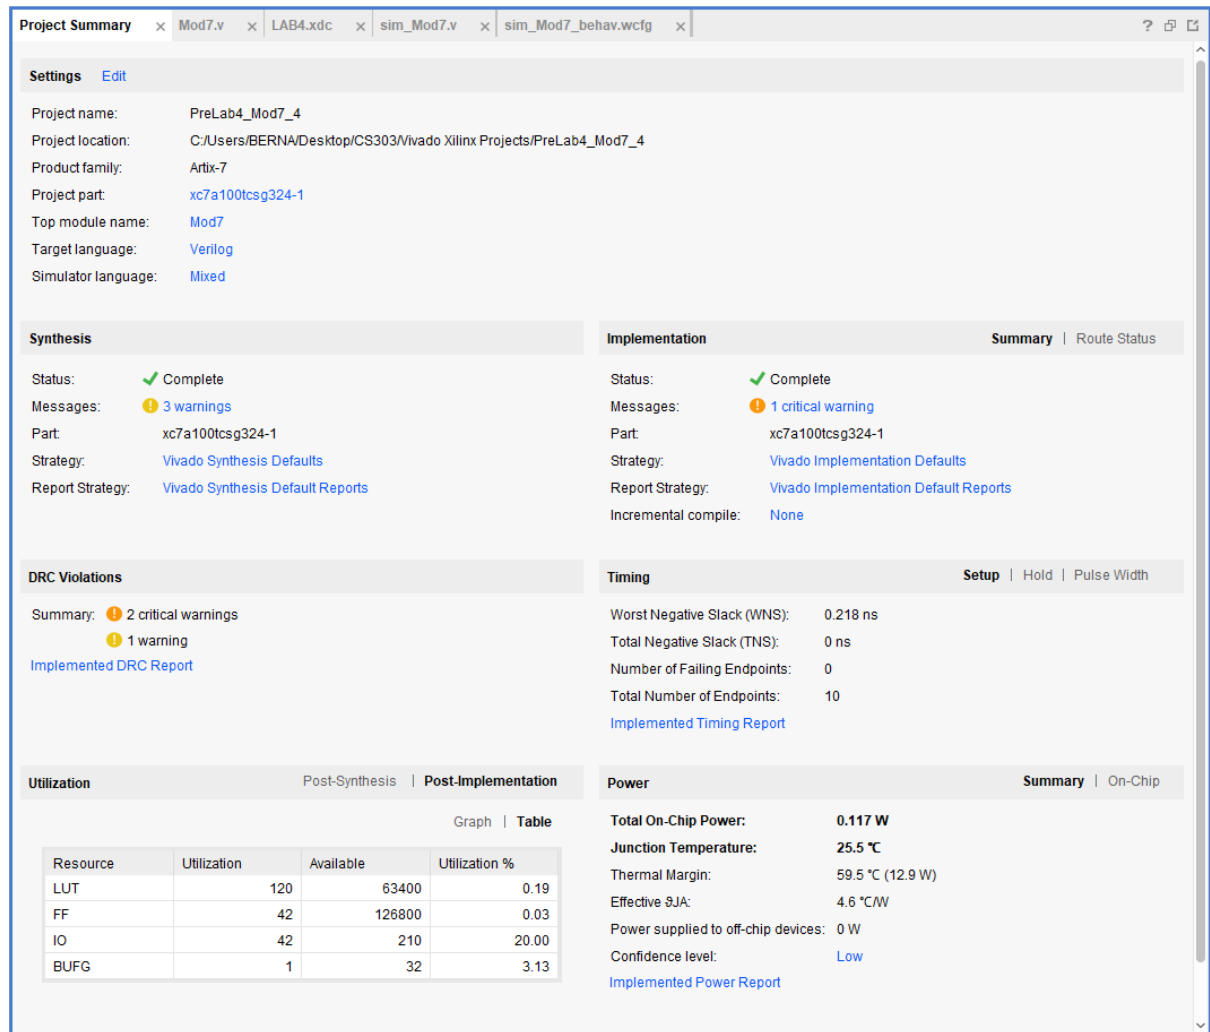 Project Summary × Mod7.v × LAB4.xdc × sim_Mod7.v × sim_Mod7_behav.wcfg × ?
Settings Edit
Project name: PreLab4_Mod7_4
Project location: C:/Users/BERNA/Desktop/CS303/Vivado Xilinx Projects/PreLab4_Mod7_4
Product family: Artix-7
Project part: xc7a100tcsg324-1
Top module name: Mod7
Target language: Verilog
Simulator language: Mixed
Synthesis
Status: Complete
Messages: 3 warnings
Part: xc7a100tcsg324-1
Strategy: Vivado Synthesis Defaults
Report Strategy: Vivado Synthesis Default Reports
Implementation Summary | Route Status
Status: Complete
Messages: 1 critical warning
Part: xc7a100tcsg324-1
Strategy: Vivado Implementation Defaults
Report Strategy: Vivado Implementation Default Reports
Incremental compile: None
DRC Violations
Summary: 2 critical warnings
1 warning
Implemented DRC Report
Timing Setup | Hold | Pulse Width
Worst Negative Slack (WNS): 0.218 ns
Total Negative Slack (TNS): 0 ns
Number of Failing Endpoints: 0
Total Number of Endpoints: 10
Implemented Timing Report
Utilization Post-Synthesis | Post-Implementation
Graph | Table
Resource Utilization Available Utilization %
LUT 120 63400 0.19
FF 42 126800 0.03
IO 42 210 20.00
BUFG 1 32 3.13
Power Summary | On-Chip
Total On-Chip Power: 0.117 W
Junction Temperature: 25.5 °C
Thermal Margin: 59.5 °C (12.9 W)
Effective ϑJA: 4.6 °C/W
Power supplied to off-chip devices: 0 W
Confidence level: Low
Implemented Power Report